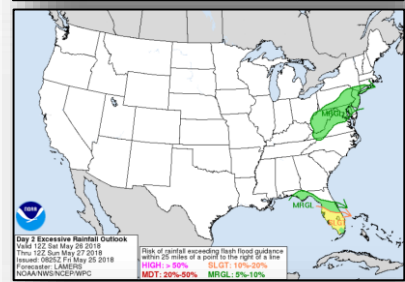 MRGL
MRGL
noaa
Day 2 Excessive Rainfall Outlook
Valid 12Z Sat May 26 2018
Thru 12Z Sun May 27 2018
Issued: 0825Z Fri May 25 2018
Forecaster: LAMERS
NOAA/NWS/NCEP/WPC
Risk of rainfall exceeding flash flood guidance
within 25 miles of a point to the right of a line
HIGH: > 50% SLGT: 10%-20%
MDT: 20%-50% MRGL: 5%-10%